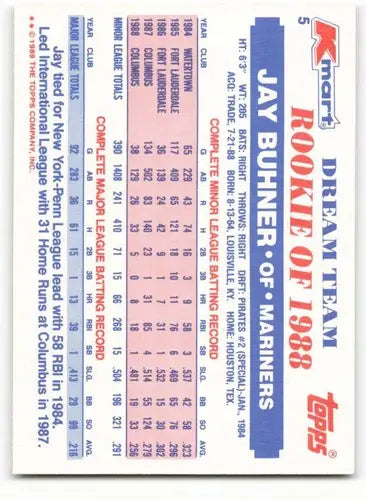 Kmart
DREAM TEAM
5
ROOKIE OF 1988
topps®
JAY BUHNER • OF • MARINERS
HT: 6'3" WT: 205 BATS: RIGHT THROWS: RIGHT DRFT: PIRATES #2 (SPECIAL)-JAN. 1984
ACQ: TRADE, 7-21-88 BORN: 8-13-64, LOUISVILLE, KY. HOME: HOUSTON, TEX.
COMPLETE MINOR LEAGUE BATTING RECORD
YEAR CLUB G AB R H 2B 3B HR RBI SB SLG. BB SO AVG.
1984 WATERTOWN 65 229 43 74 16 3 9 58 3 .537 42 58 .323
1985 FORT LAUDERDALE 117 409 65 121 18 10 11 76 6 .469 65 76 .296
1986 FORT LAUDERDALE 36 139 24 42 9 1 7 31 1 .532 15 30 .302
1987 COLUMBUS 134 502 83 140 23 1 31 85 4 .514 55 124 .279
1988 COLUMBUS 38 129 26 33 5 0 8 18 1 .481 19 33 .256
MINOR LEAGUE TOTALS 390 1408 241 410 71 15 66 268 15 .504 196 321 .291
COMPLETE MAJOR LEAGUE BATTING RECORD
YEAR CLUB G AB R H 2B 3B HR RBI SB SLG. BB SO AVG.
MAJOR LEAGUE TOTALS 92 283 36 61 15 1 13 39 1 .413 29 99 .216
Jay tied for New York-Penn League lead with 58 RBI in 1984.
Led International League with 31 Home Runs at Columbus in 1987.
** © 1989 THE TOPPS COMPANY, INC.